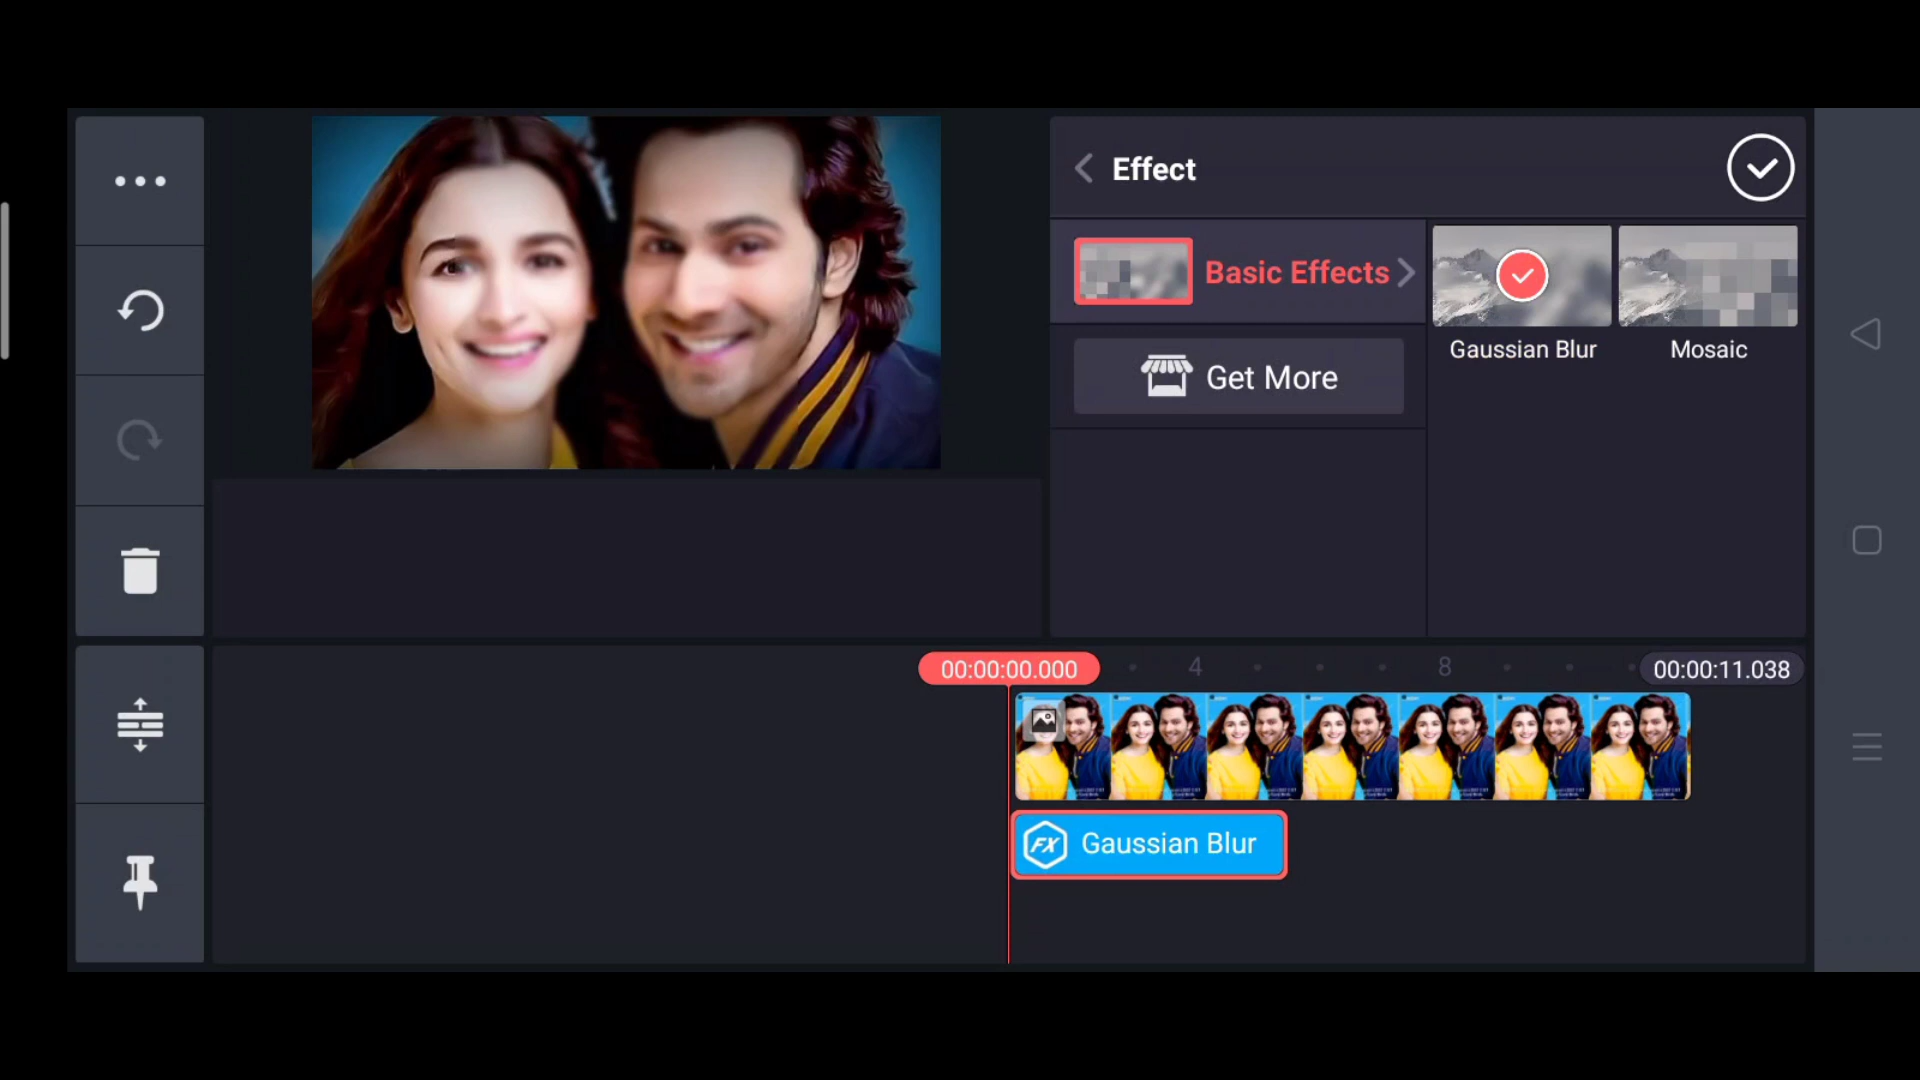 Effect
Basic Effects
Get More
Gaussian Blur
Mosaic
00:00:00.000
4
8
00:00:11.038
FX
Gaussian Blur